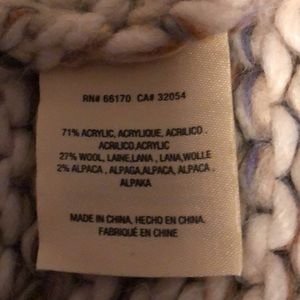 RN# 66170 CA# 32054
71% ACRYLIC, ACRYLIQUE, ACRILICO,
ACRILICO,ACRYLIC
27% WOOL, LAINE,LANA , LANA,WOLLE
2% ALPACA , ALPAGA,ALPACA, ALPACA ,
ALPAKA
MADE IN CHINA, HECHO EN CHINA.
FABRIQUÉ EN CHINE